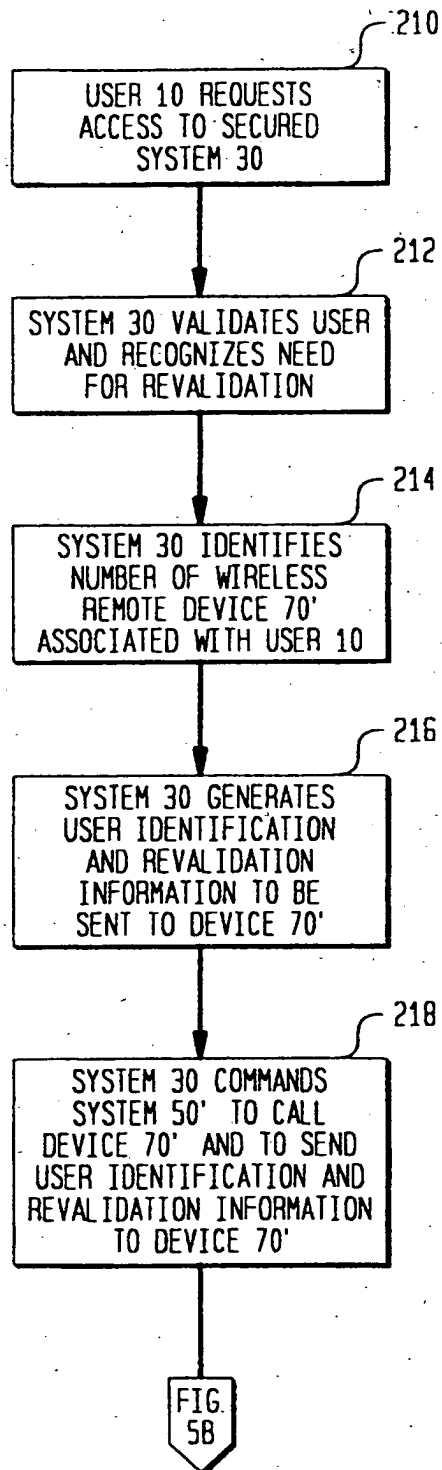 210
USER 10 REQUESTS
ACCESS TO SECURED
SYSTEM 30
212
SYSTEM 30 VALIDATES USER
AND RECOGNIZES NEED
FOR REVALIDATION
214
SYSTEM 30 IDENTIFIES
NUMBER OF WIRELESS
REMOTE DEVICE 70'
ASSOCIATED WITH USER 10
216
SYSTEM 30 GENERATES
USER IDENTIFICATION
AND REVALIDATION
INFORMATION TO BE
SENT TO DEVICE 70'
218
SYSTEM 30 COMMANDS
SYSTEM 50' TO CALL
DEVICE 70' AND TO SEND
USER IDENTIFICATION AND
REVALIDATION INFORMATION
TO DEVICE 70'
FIG.
5B